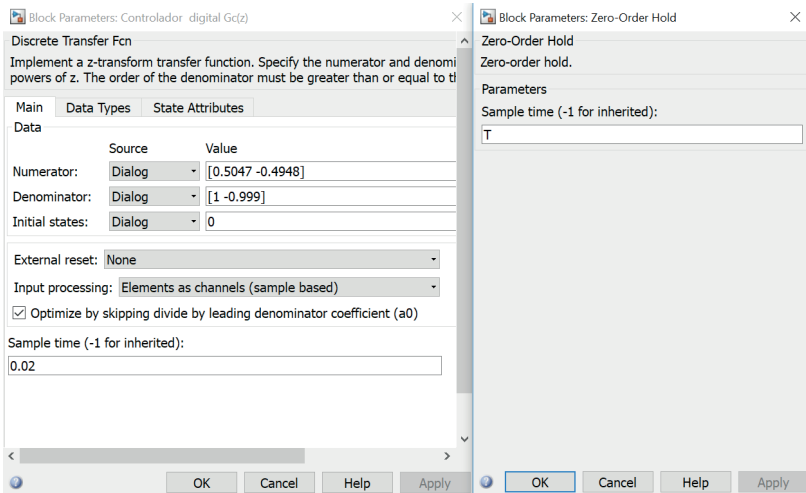 Block Parameters: Controlador digital Gc(z)
Discrete Transfer Fcn
Implement a z-transform transfer function. Specify the numerator and denomi
powers of z. The order of the denominator must be greater than or equal to th
Main Data Types State Attributes
Data
Source Value
Numerator: Dialog [0.5047 -0.4948]
Denominator: Dialog [1 -0.999]
Initial states: Dialog 0
External reset: None
Input processing: Elements as channels (sample based)
Optimize by skipping divide by leading denominator coefficient (a0)
Sample time (-1 for inherited):
0.02
OK Cancel Help Apply
Block Parameters: Zero-Order Hold
Zero-Order Hold
Zero-order hold.
Parameters
Sample time (-1 for inherited):
T
OK Cancel Help Apply